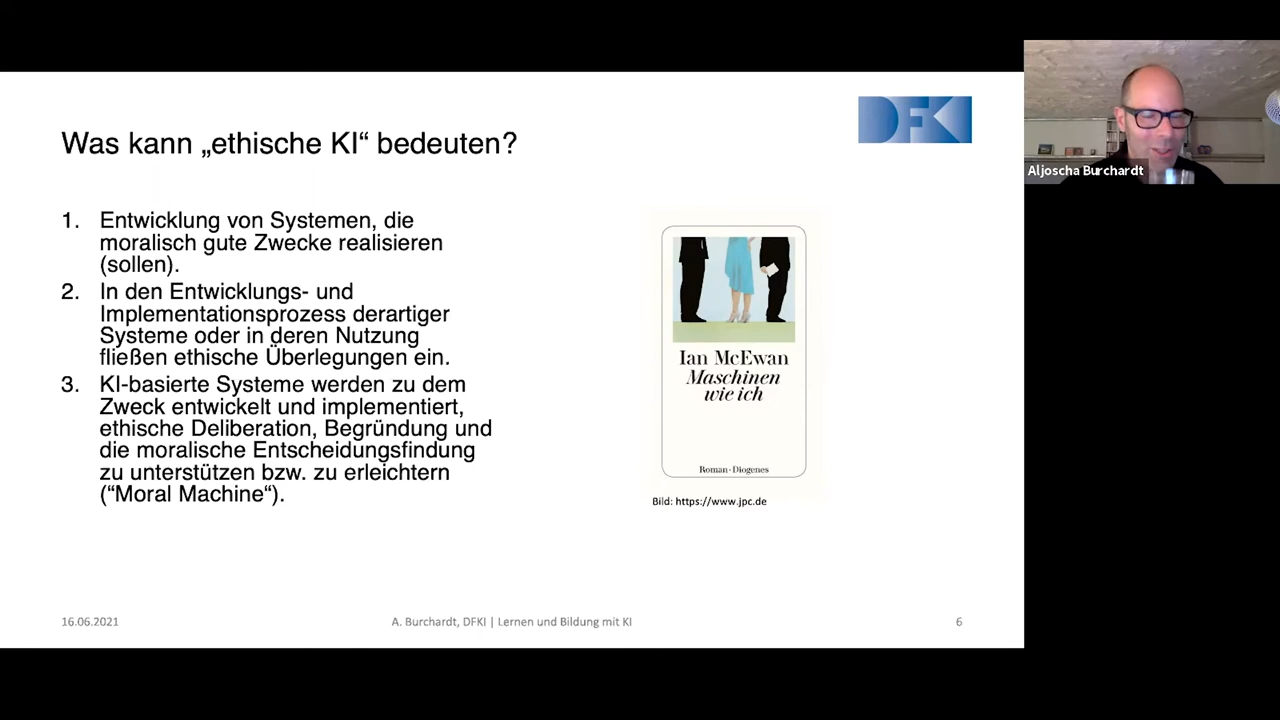 DFKI
Aljoscha Burchardt
Was kann „ethische KI“ bedeuten?
1. Entwicklung von Systemen, die
moralisch gute Zwecke realisieren
(sollen).
2. In den Entwicklungs- und
Implementationsprozess derartiger
Systeme oder in deren Nutzung
fließen ethische Überlegungen ein.
3. KI-basierte Systeme werden zu dem
Zweck entwickelt und implementiert,
ethische Deliberation, Begründung und
die moralische Entscheidungsfindung
zu unterstützen bzw. zu erleichtern
(“Moral Machine“).
Ian McEwan
Maschinen
wie ich
Roman · Diogenes
Bild: https://www.jpc.de
16.06.2021
A. Burchardt, DFKI | Lernen und Bildung mit KI
6